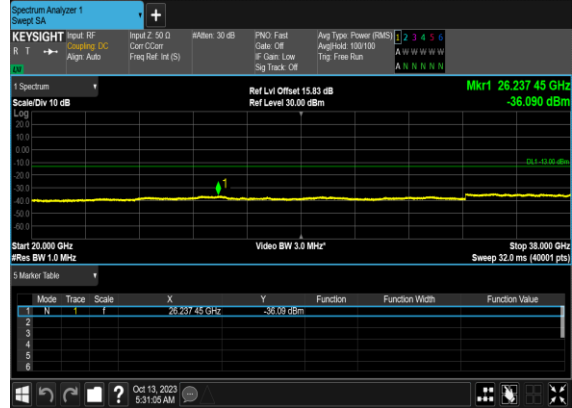 Spectrum Analyzer 1
Swept SA
+
KEYSIGHT Input: RF Input Z: 50 Ω #Atten: 30 dB PNO: Fast Avg Type: Power (RMS) 1 2 3 4 5 6
R T Coupling: DC Corr CCorr Gate: Off Avg|Hold: 100/100 A W W W W W
Align: Auto Freq Ref: Int (S) IF Gain: Low Trig: Free Run
Sig Track: Off A N N N N N
1 Spectrum Ref Lvl Offset 15.83 dB Mkr1 26.237 45 GHz
Scale/Div 10 dB Ref Level 30.00 dBm -36.090 dBm
Log
20.0
10.0
0.00
-10.0
DL1 -13.00 dBm
-20.0
-30.0
1
-40.0
-50.0
-60.0
Start 20.000 GHz Video BW 3.0 MHz* Stop 38.000 GHz
#Res BW 1.0 MHz Sweep 32.0 ms (40001 pts)
5 Marker Table
Mode Trace Scale X Y Function Function Width Function Value
1 N 1 f 26.237 45 GHz -36.09 dBm
2
3
4
5
6
? Oct 13, 2023
5:31:05 AM